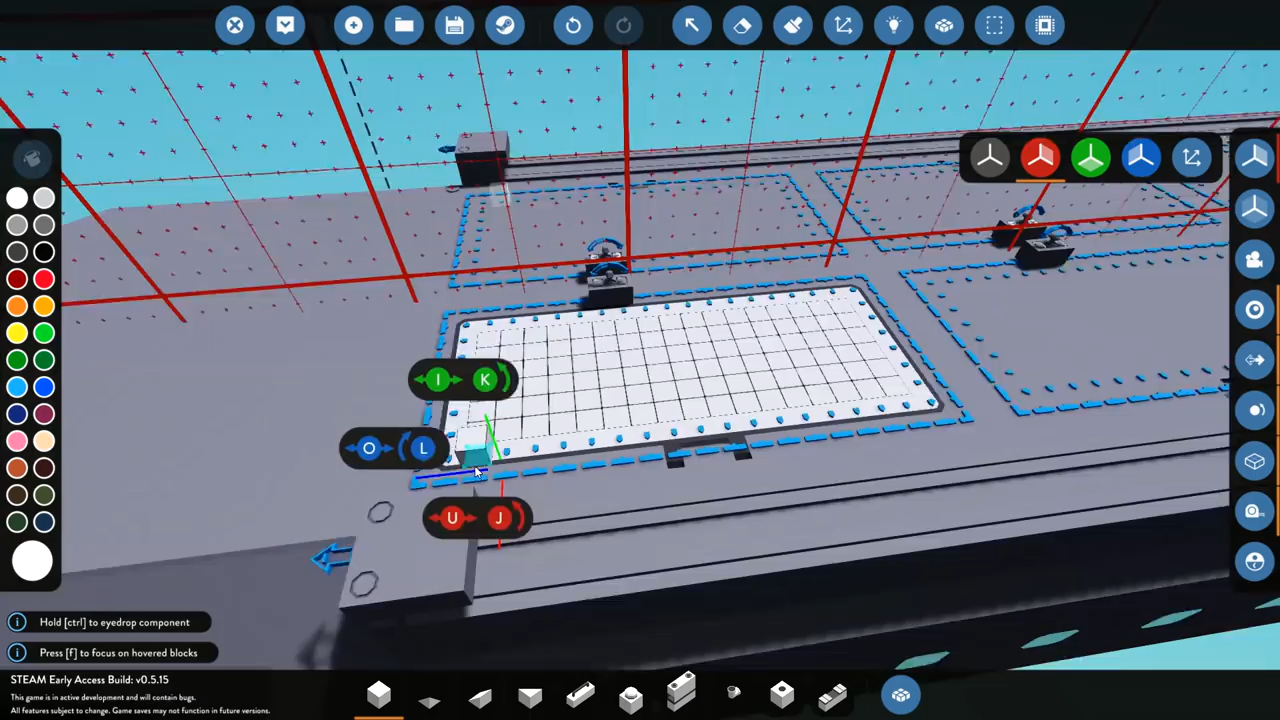 I K
O L
U J
Hold [ctrl] to eyedrop component
Press [f] to focus on hovered blocks
STEAM Early Access Build: v0.5.15
This game is in active development and will contain bugs.
All features subject to change. Game saves may not function in future versions.